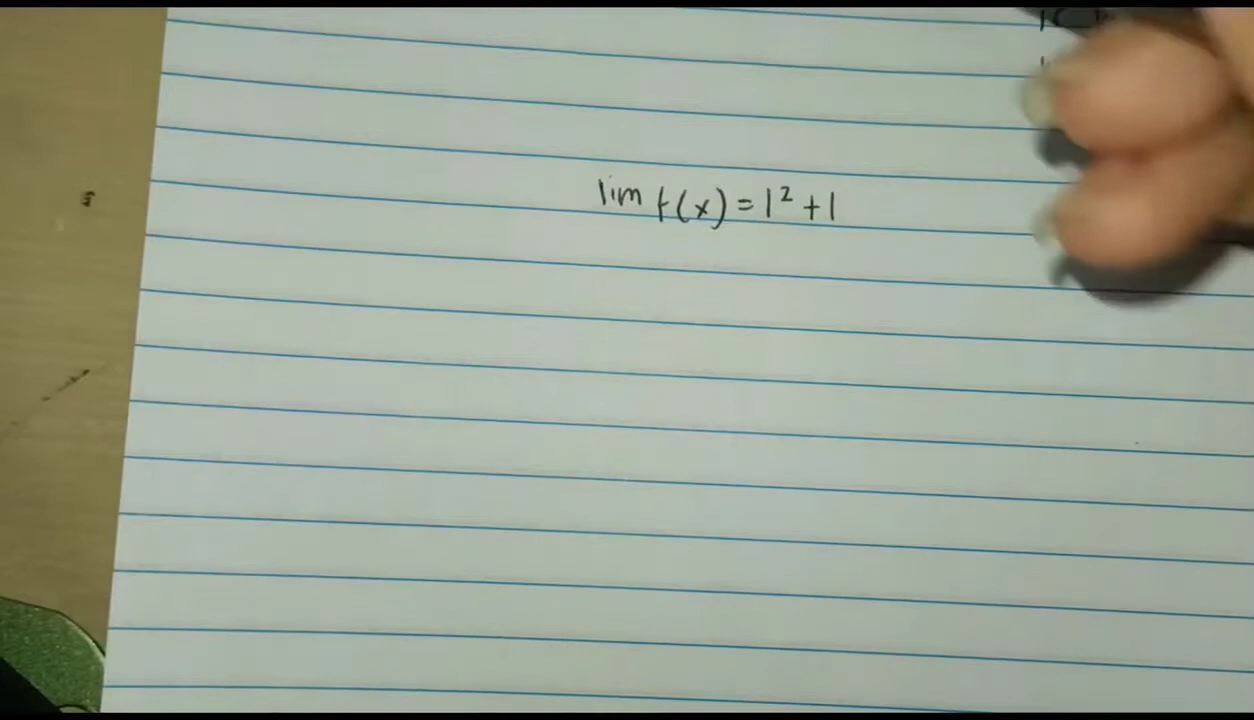 lim f(x) = 1² + 1